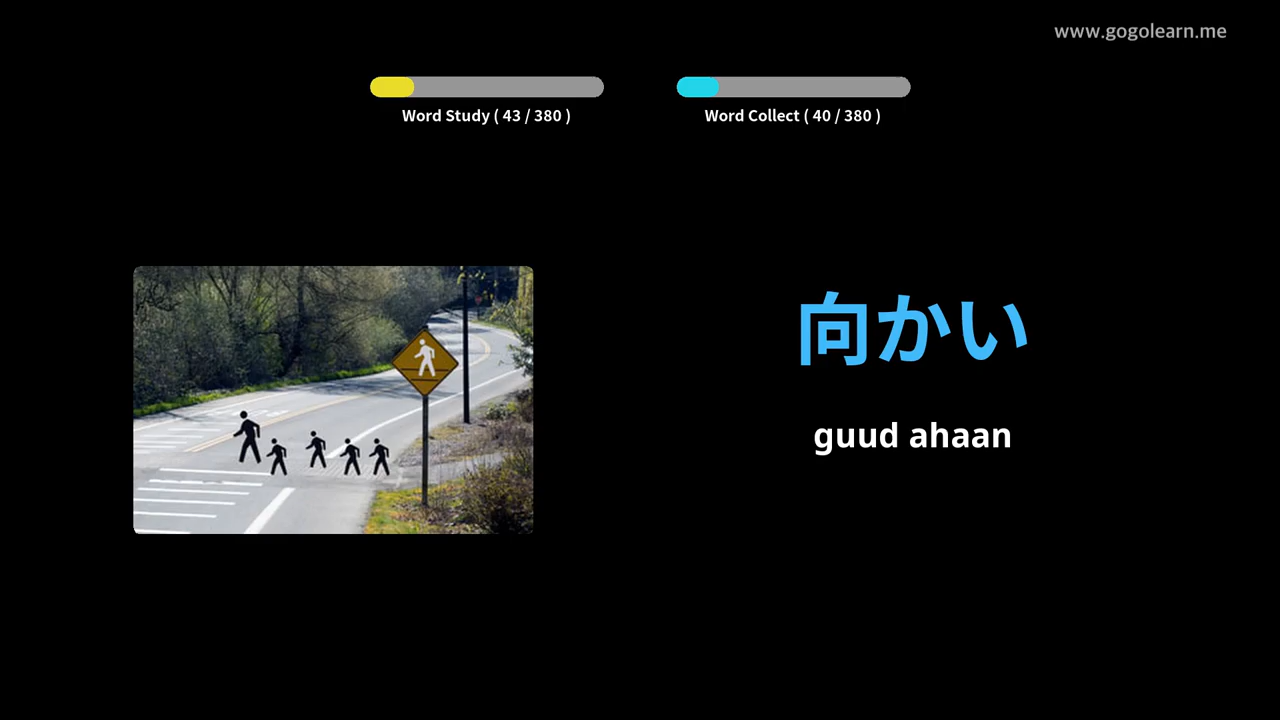 www.gogolearn.me
Word Study ( 43 / 380 )
Word Collect ( 40 / 380 )
向かい
guud ahaan